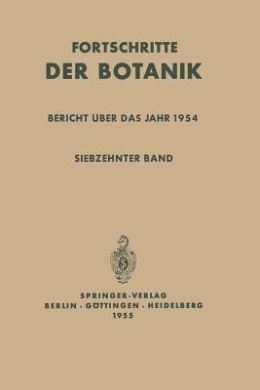 FORTSCHRITTE
DER BOTANIK
BERICHT ÜBER DAS JAHR 1954
SIEBZEHNTER BAND
SPRINGER-VERLAG
BERLIN · GÖTTINGEN · HEIDELBERG
1955